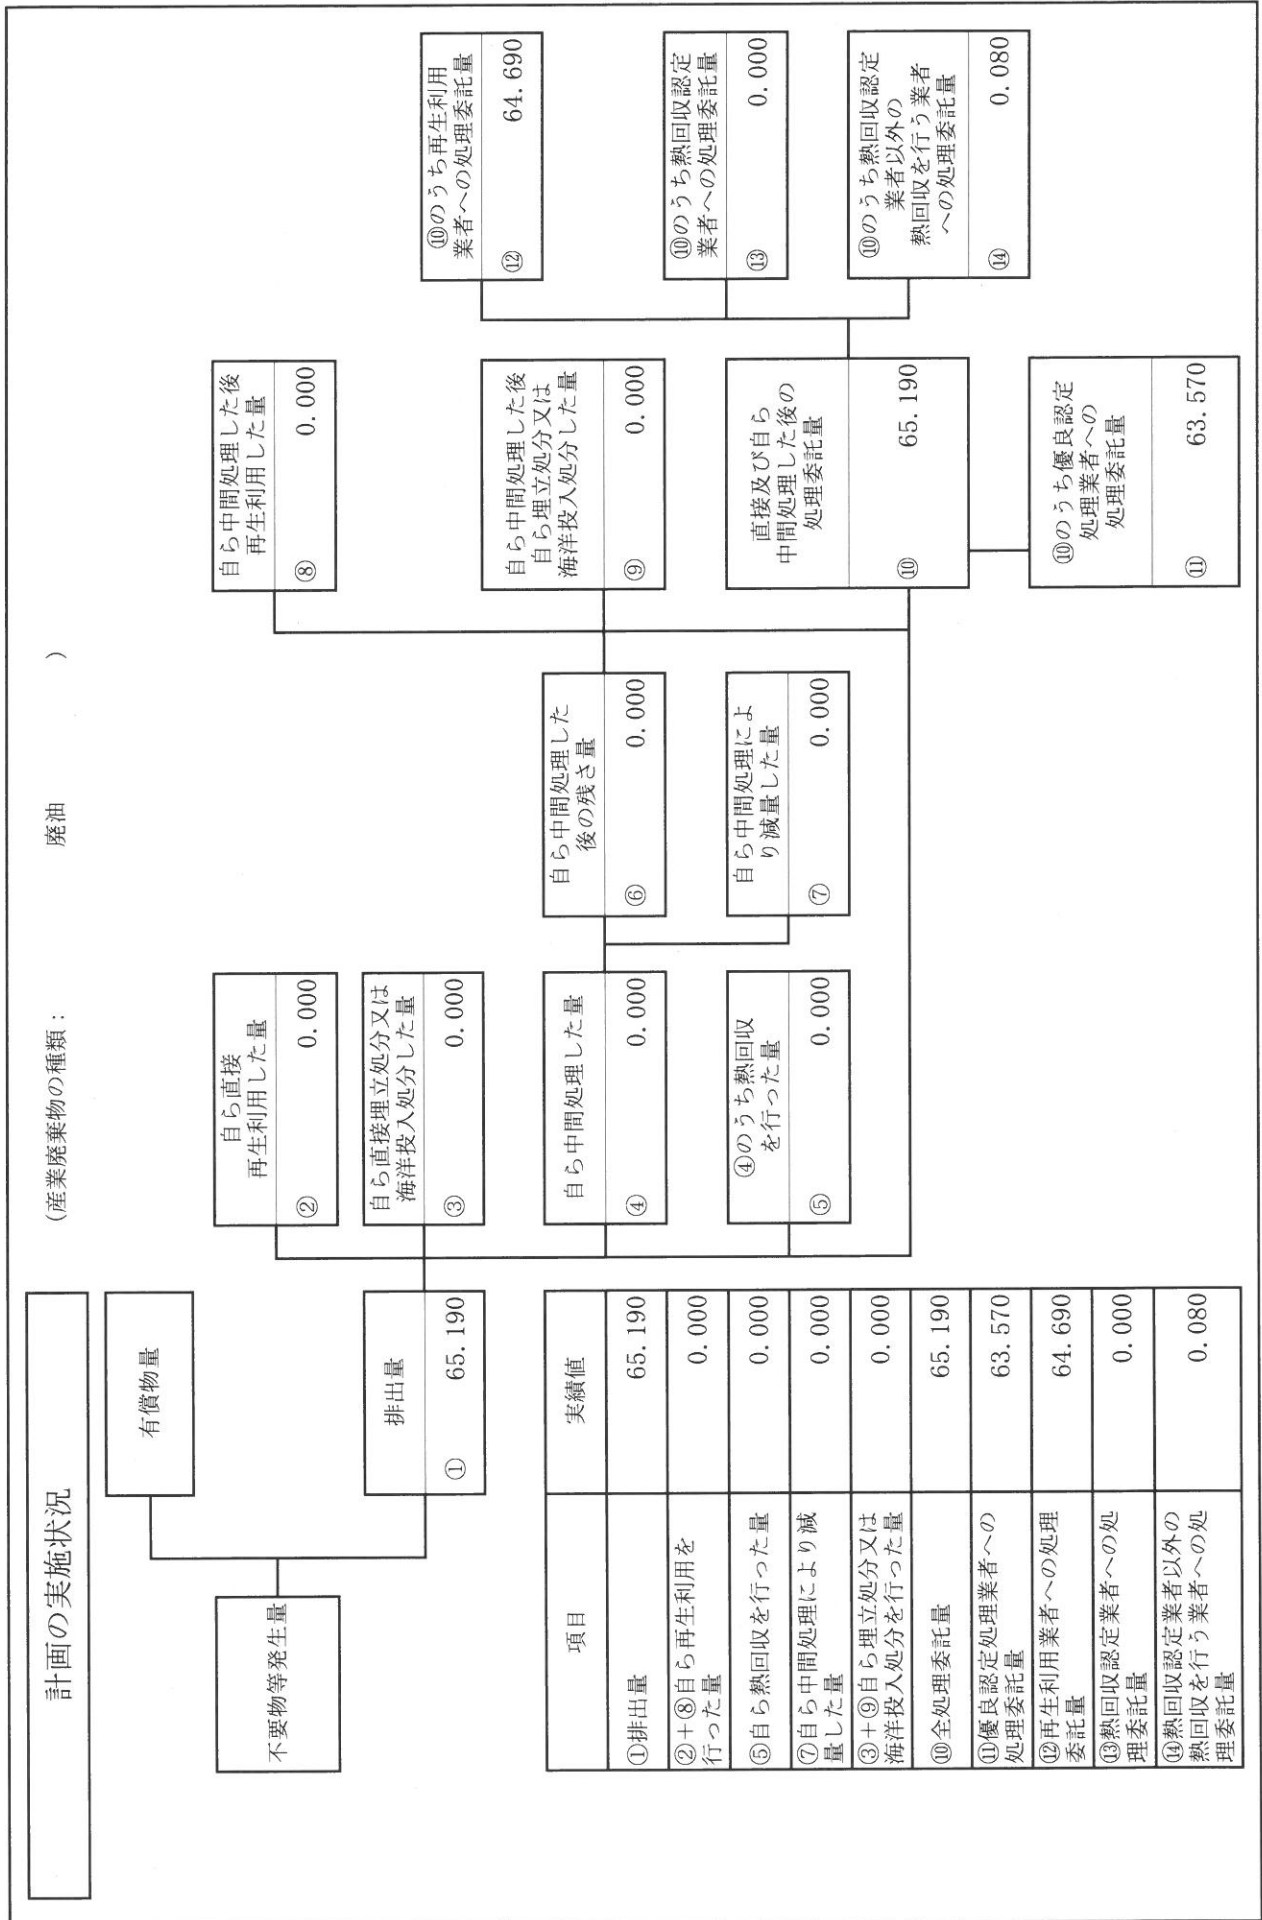 計画の実施状況
(産業廃棄物の種類： 廃油 )
不要物等発生量
有償物量
排出量
① 65.190
自ら直接
再生利用した量
② 0.000
自ら直接埋立処分又は
海洋投入処分した量
③ 0.000
自ら中間処理した量
④ 0.000
④のうち熱回収
を行った量
⑤ 0.000
自ら中間処理した
後の残さ量
⑥ 0.000
自ら中間処理によ
り減量した量
⑦ 0.000
自ら中間処理した後
再生利用した量
⑧ 0.000
自ら中間処理した後
自ら埋立処分又は
海洋投入処分した量
⑨ 0.000
直接及び自ら
中間処理した後の
処理委託量
⑩ 65.190
⑩のうち優良認定
処理業者への
処理委託量
⑪ 63.570
⑩のうち再生利用
業者への処理委託量
⑫ 64.690
⑩のうち熱回収認定
業者への処理委託量
⑬ 0.000
⑩のうち熱回収認定
業者以外の
熱回収を行う業者
への処理委託量
⑭ 0.080
項目 実績値
①排出量 65.190
②＋⑧自ら再生利用を
行った量 0.000
⑤自ら熱回収を行った量 0.000
⑦自ら中間処理により減
量した量 0.000
③＋⑨自ら埋立処分又は
海洋投入処分を行った量 0.000
⑩全処理委託量 65.190
⑪優良認定処理業者への
処理委託量 63.570
⑫再生利用業者への処理
委託量 64.690
⑬熱回収認定業者への処
理委託量 0.000
⑭熱回収認定業者以外の
熱回収を行う業者への処
理委託量 0.080